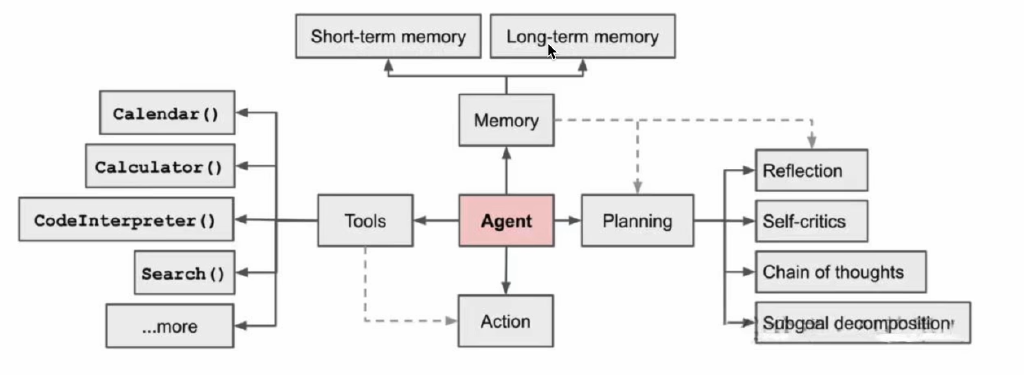 Short-term memory
Long-term memory
Calendar()
Memory
Calculator()
Reflection
CodeInterpreter()
Tools
Agent
Planning
Self-critics
Search()
Chain of thoughts
...more
Action
Subgoal decomposition